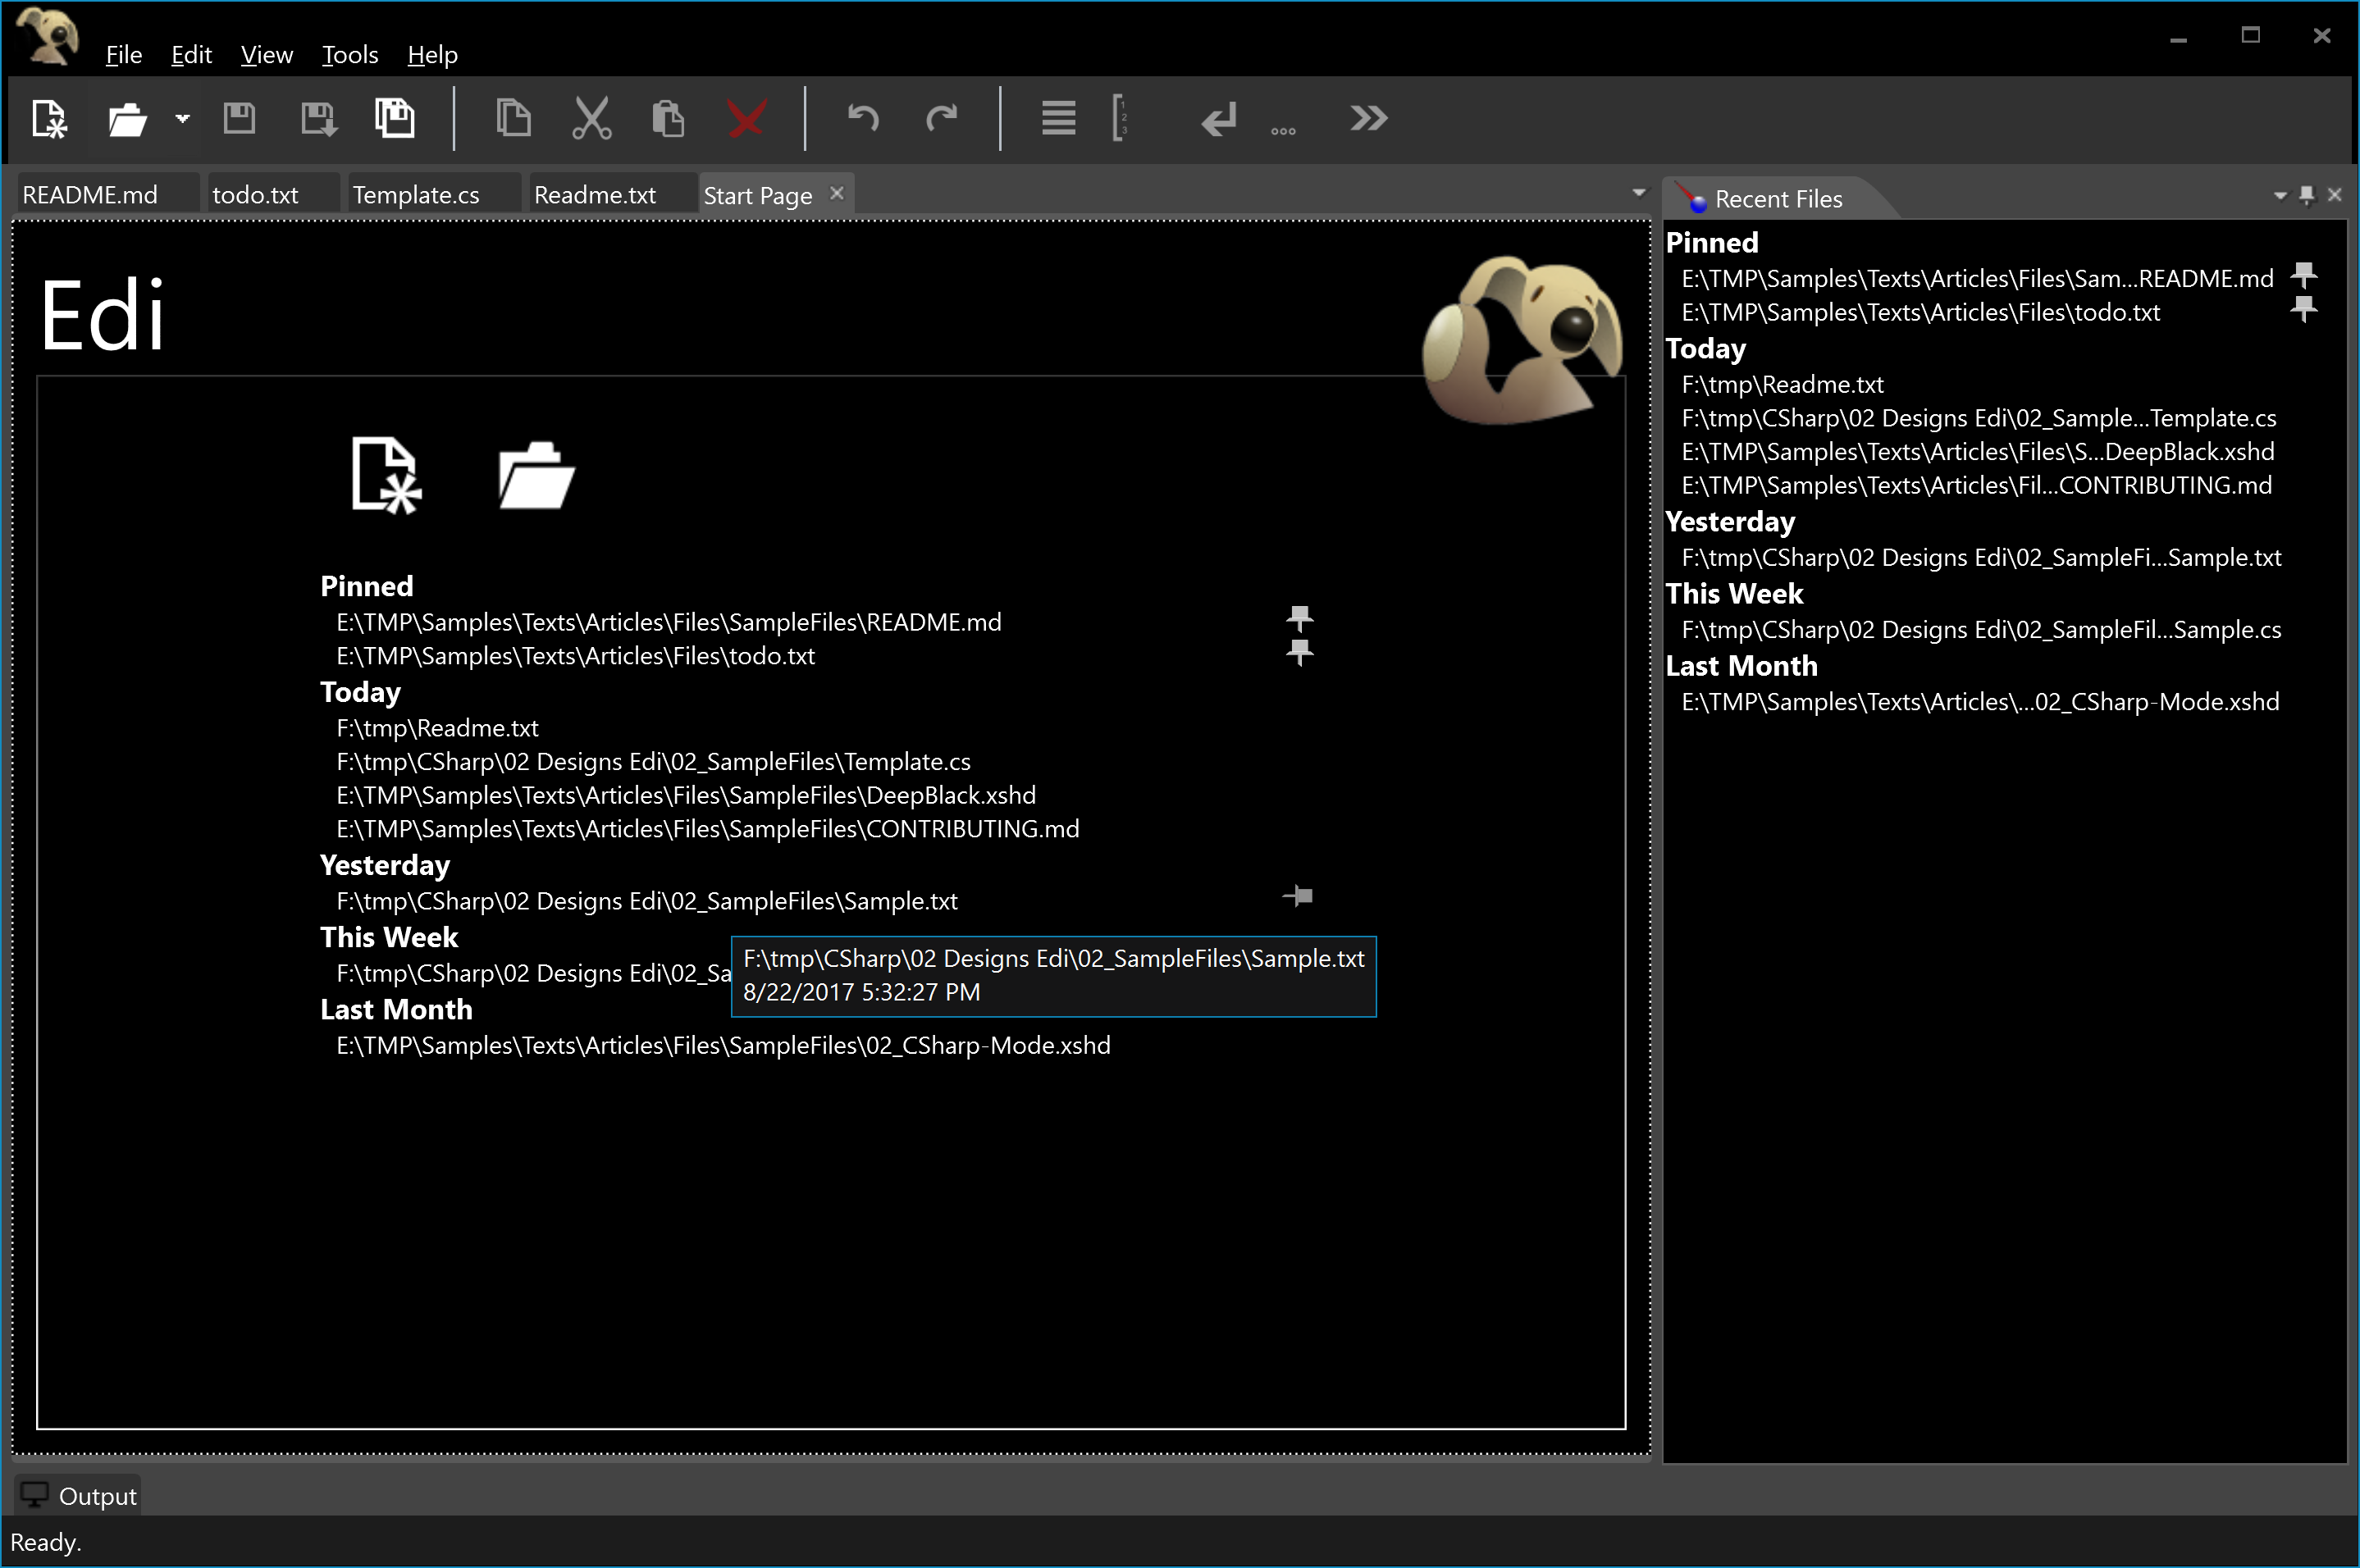 File Edit View Tools Help
1
2
3
README.md todo.txt Template.cs Readme.txt Start Page
Edi
Pinned
E:\TMP\Samples\Texts\Articles\Files\SampleFiles\README.md
E:\TMP\Samples\Texts\Articles\Files\todo.txt
Today
F:\tmp\Readme.txt
F:\tmp\CSharp\02 Designs Edi\02_SampleFiles\Template.cs
E:\TMP\Samples\Texts\Articles\Files\SampleFiles\DeepBlack.xshd
E:\TMP\Samples\Texts\Articles\Files\SampleFiles\CONTRIBUTING.md
Yesterday
F:\tmp\CSharp\02 Designs Edi\02_SampleFiles\Sample.txt
This Week
F:\tmp\CSharp\02 Designs Edi\02_Sa
F:\tmp\CSharp\02 Designs Edi\02_SampleFiles\Sample.txt
8/22/2017 5:32:27 PM
Last Month
E:\TMP\Samples\Texts\Articles\Files\SampleFiles\02_CSharp-Mode.xshd
Recent Files
Pinned
E:\TMP\Samples\Texts\Articles\Files\Sam...README.md
E:\TMP\Samples\Texts\Articles\Files\todo.txt
Today
F:\tmp\Readme.txt
F:\tmp\CSharp\02 Designs Edi\02_Sample...Template.cs
E:\TMP\Samples\Texts\Articles\Files\S...DeepBlack.xshd
E:\TMP\Samples\Texts\Articles\Fil...CONTRIBUTING.md
Yesterday
F:\tmp\CSharp\02 Designs Edi\02_SampleFi...Sample.txt
This Week
F:\tmp\CSharp\02 Designs Edi\02_SampleFil...Sample.cs
Last Month
E:\TMP\Samples\Texts\Articles\...02_CSharp-Mode.xshd
Output
Ready.